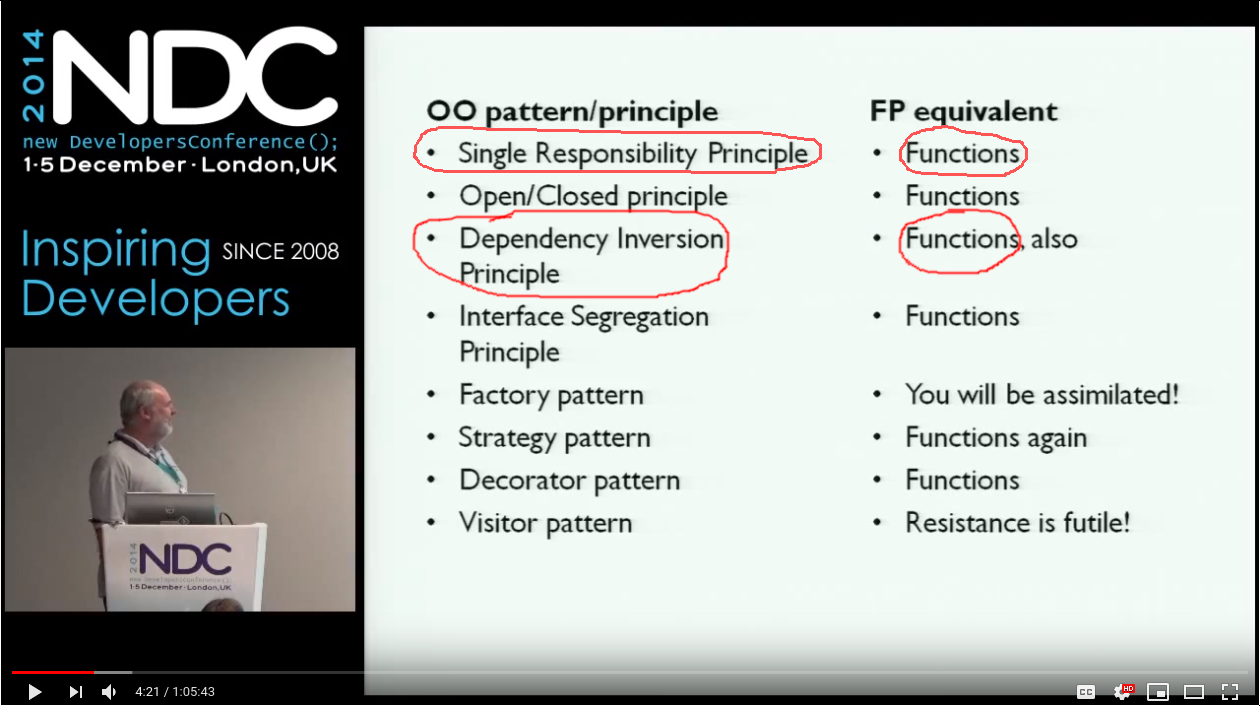 2014
NDC
new DevelopersConference();
1-5 December · London,UK
Inspiring SINCE 2008
Developers
2014
NDC
new DevelopersConference();
1-5 December · London,UK
OO pattern/principle
• Single Responsibility Principle
• Open/Closed principle
• Dependency Inversion
Principle
• Interface Segregation
Principle
• Factory pattern
• Strategy pattern
• Decorator pattern
• Visitor pattern
FP equivalent
• Functions
• Functions
• Functions, also
• Functions
• You will be assimilated!
• Functions again
• Functions
• Resistance is futile!
4:21 / 1:05:43
CC
HD